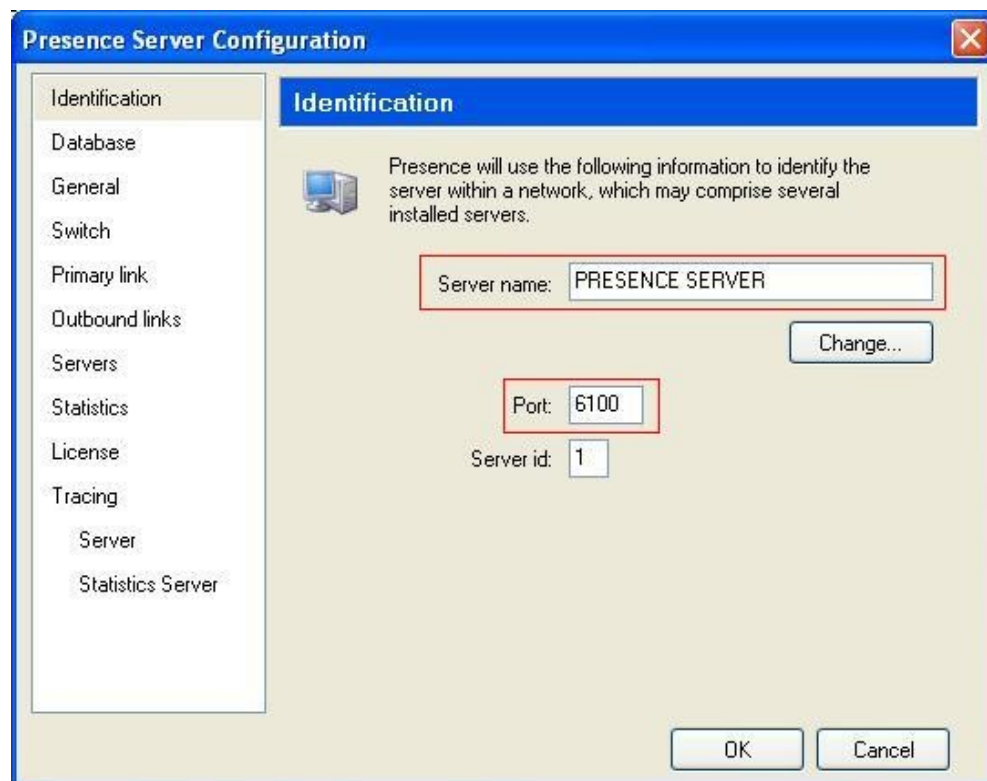 Presence Server Configuration
Identification
Database
General
Switch
Primary link
Outbound links
Servers
Statistics
License
Tracing
Server
Statistics Server
Identification
Presence will use the following information to identify the
server within a network, which may comprise several
installed servers.
Server name: PRESENCE SERVER
Change...
Port: 6100
Server id: 1
OK
Cancel